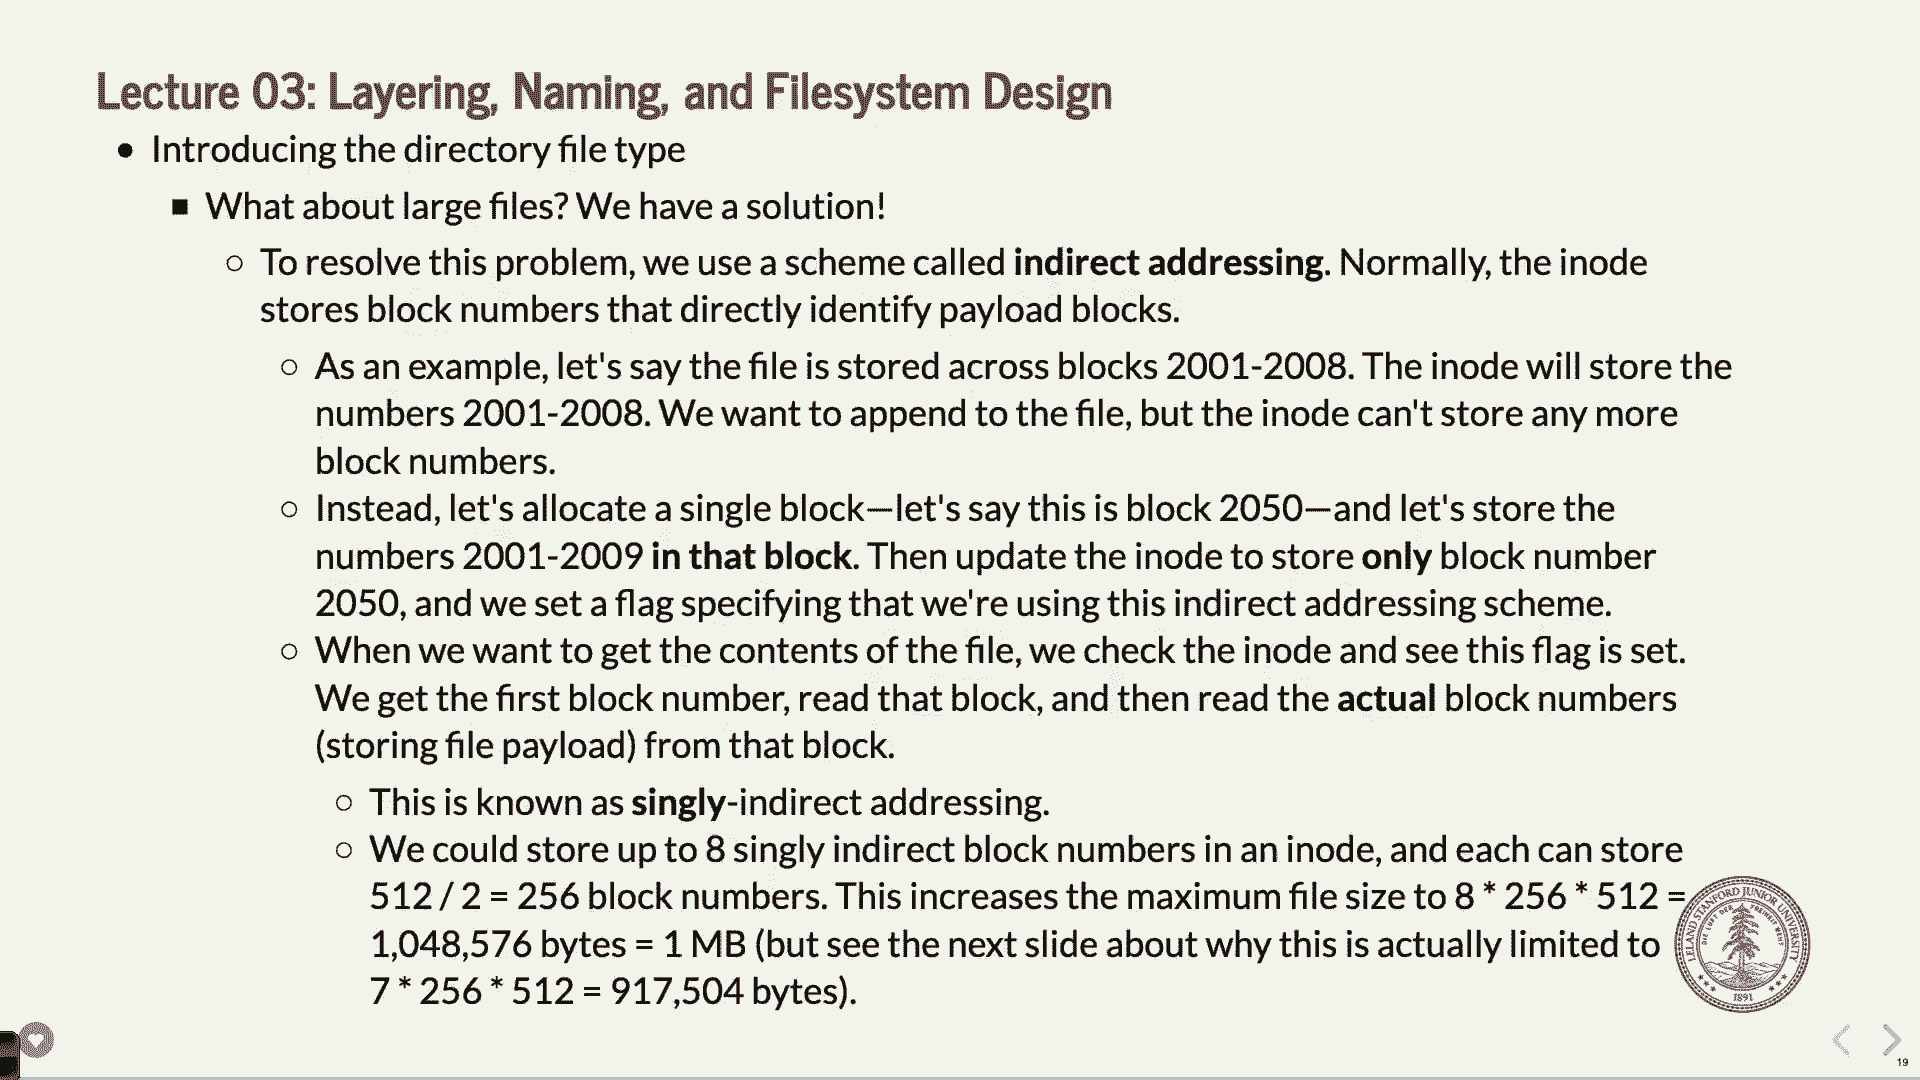 Lecture 03: Layering, Naming, and Filesystem Design
• Introducing the directory file type
▪ What about large files? We have a solution!
○ To resolve this problem, we use a scheme called indirect addressing. Normally, the inode
stores block numbers that directly identify payload blocks.
○ As an example, let's say the file is stored across blocks 2001-2008. The inode will store the
numbers 2001-2008. We want to append to the file, but the inode can't store any more
block numbers.
○ Instead, let's allocate a single block—let's say this is block 2050—and let's store the
numbers 2001-2009 in that block. Then update the inode to store only block number
2050, and we set a flag specifying that we're using this indirect addressing scheme.
○ When we want to get the contents of the file, we check the inode and see this flag is set.
We get the first block number, read that block, and then read the actual block numbers
(storing file payload) from that block.
○ This is known as singly-indirect addressing.
○ We could store up to 8 singly indirect block numbers in an inode, and each can store
512 / 2 = 256 block numbers. This increases the maximum file size to 8 * 256 * 512 =
1,048,576 bytes = 1 MB (but see the next slide about why this is actually limited to
7 * 256 * 512 = 917,504 bytes).
LELAND STANFORD JUNIOR UNIVERSITY
DIE LUFT DER FREIHEIT WEHT
1891
19